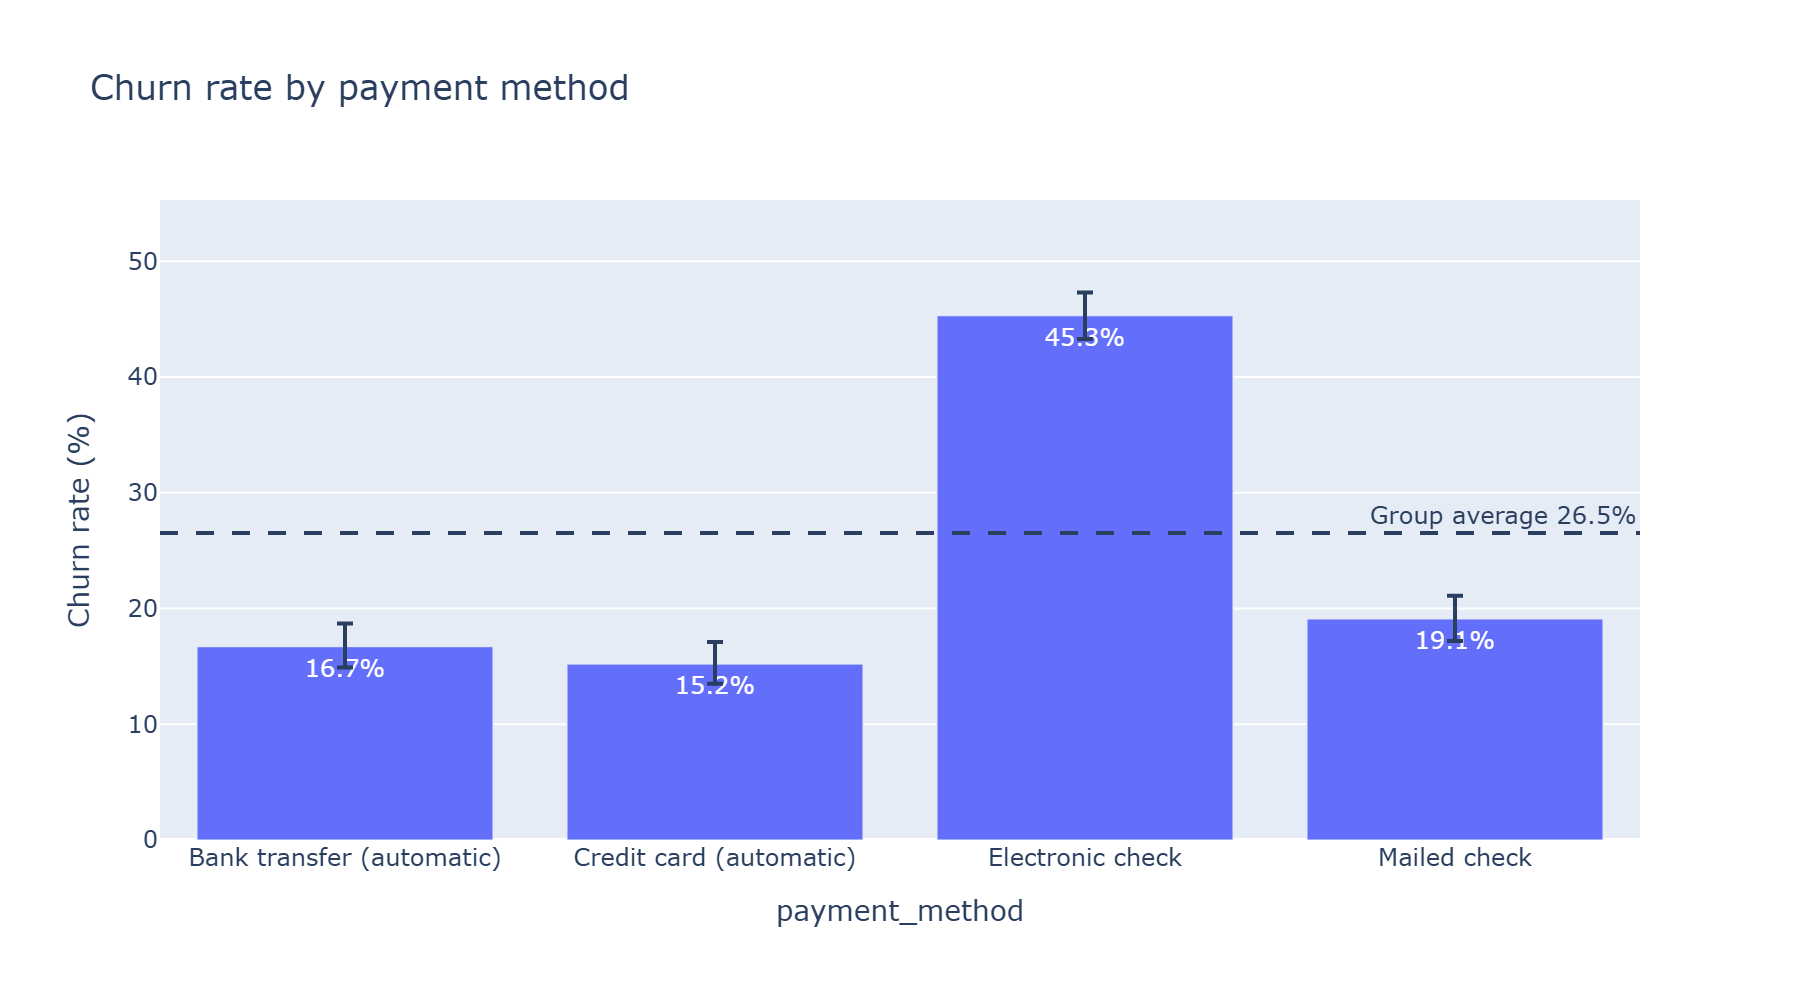 Churn rate by payment method
Churn rate (%)
50
40
30
20
10
0
Group average 26.5%
16.7%
15.2%
45.3%
19.1%
Bank transfer (automatic)
Credit card (automatic)
Electronic check
Mailed check
payment_method